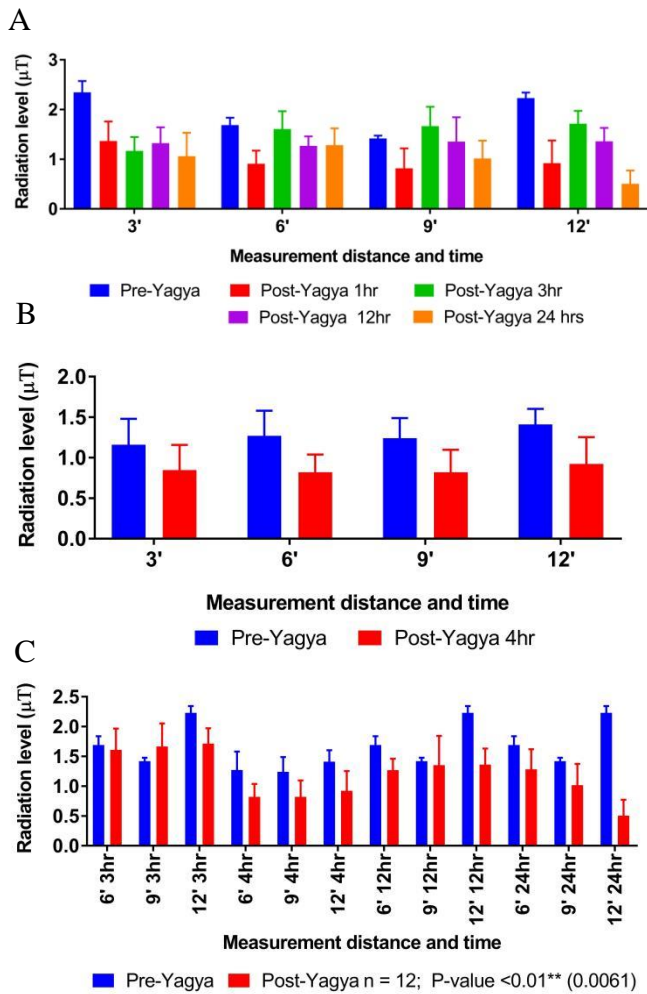 A
Radiation level (µT)
3
2
1
0
3' 6' 9' 12'
Measurement distance and time
Pre-Yagya Post-Yagya 1hr Post-Yagya 3hr
Post-Yagya 12hr Post-Yagya 24 hrs
B
Radiation level (µT)
2.0
1.5
1.0
0.5
0.0
3' 6' 9' 12'
Measurement distance and time
Pre-Yagya Post-Yagya 4hr
C
Radiation level (µT)
2.5
2.0
1.5
1.0
0.5
0.0
6' 3hr
9' 3hr
12' 3hr
6' 4hr
9' 4hr
12' 4hr
6' 12hr
9' 12hr
12' 12hr
6' 24hr
9' 24hr
12' 24hr
Measurement distance and time
Pre-Yagya Post-Yagya n = 12; P-value <0.01** (0.0061)